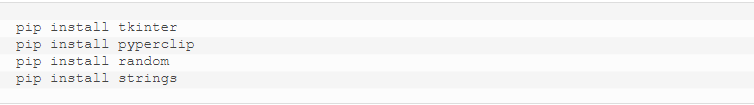 pip install tkinter
pip install pyperclip
pip install random
pip install strings